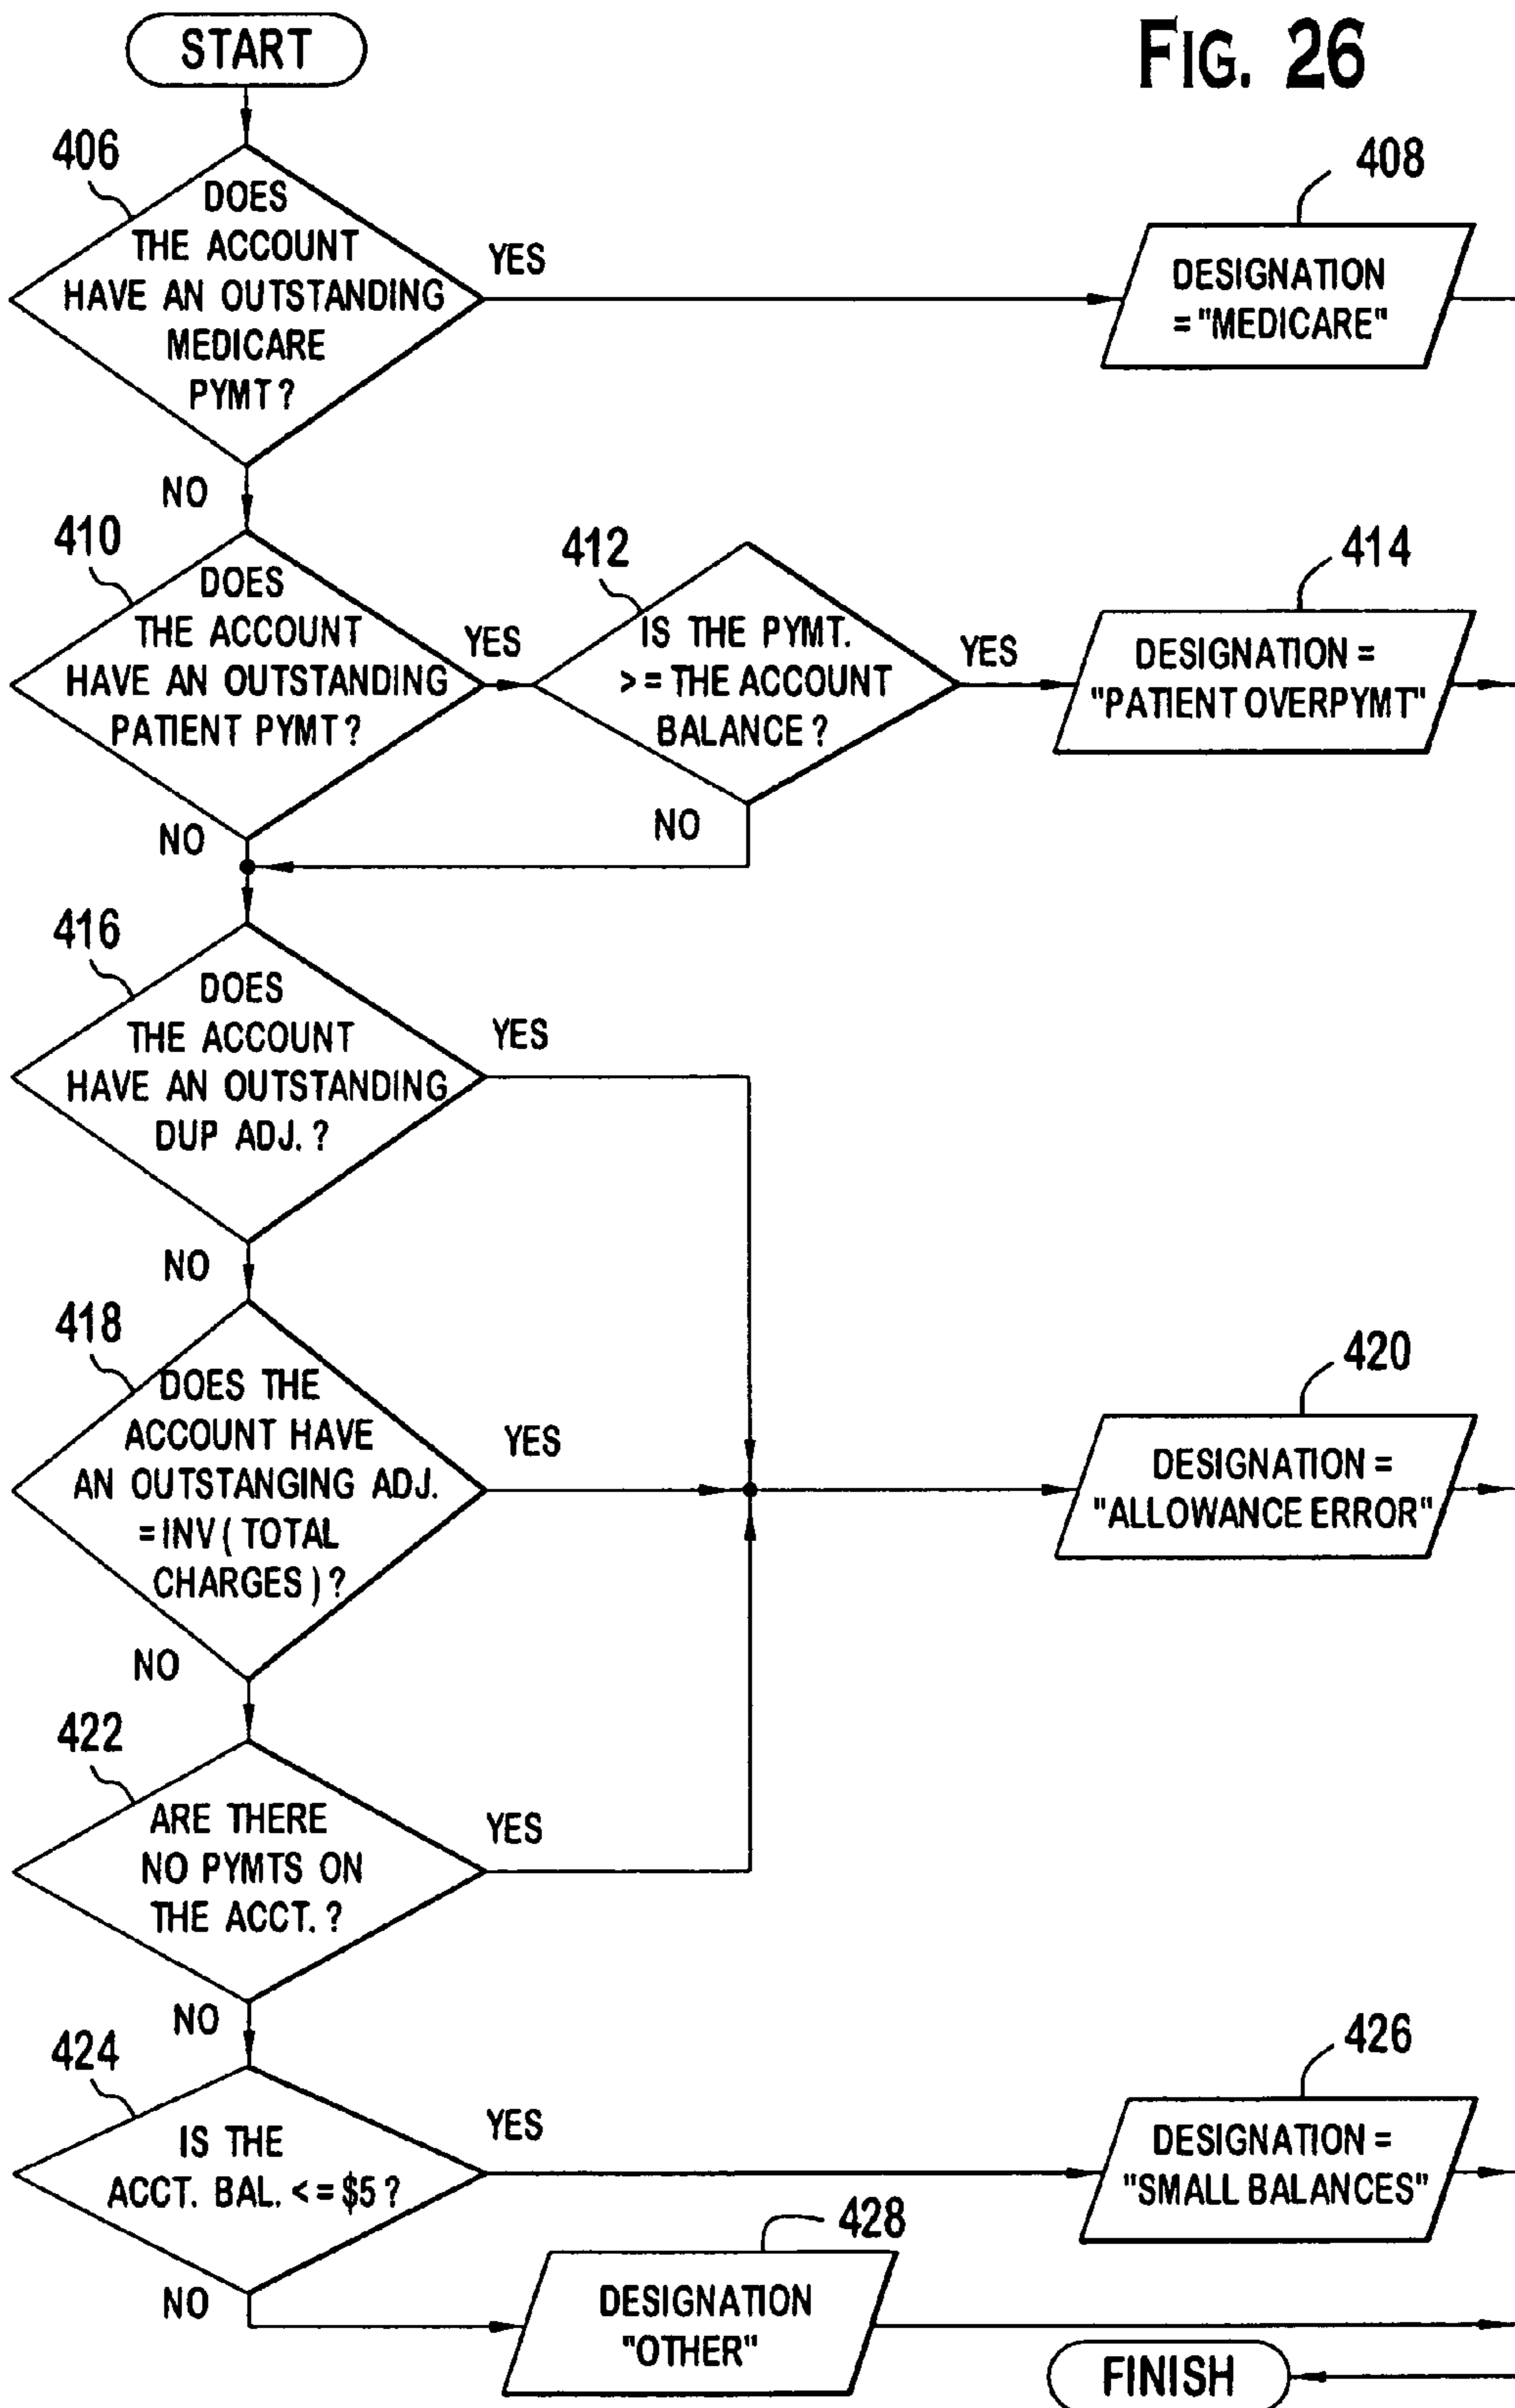 START
FIG. 26
406
DOES
THE ACCOUNT
HAVE AN OUTSTANDING
MEDICARE
PYMT?
YES
NO
408
DESIGNATION
= "MEDICARE"
410
DOES
THE ACCOUNT
HAVE AN OUTSTANDING
PATIENT PYMT?
YES
NO
412
IS THE PYMT.
>= THE ACCOUNT
BALANCE?
YES
NO
414
DESIGNATION =
"PATIENT OVERPYMT"
416
DOES
THE ACCOUNT
HAVE AN OUTSTANDING
DUP ADJ.?
YES
NO
418
DOES THE
ACCOUNT HAVE
AN OUTSTANGING ADJ.
=INV(TOTAL
CHARGES)?
YES
NO
420
DESIGNATION =
"ALLOWANCE ERROR"
422
ARE THERE
NO PYMTS ON
THE ACCT.?
YES
NO
424
IS THE
ACCT. BAL. <=$5?
YES
NO
426
DESIGNATION =
"SMALL BALANCES"
428
DESIGNATION
"OTHER"
FINISH